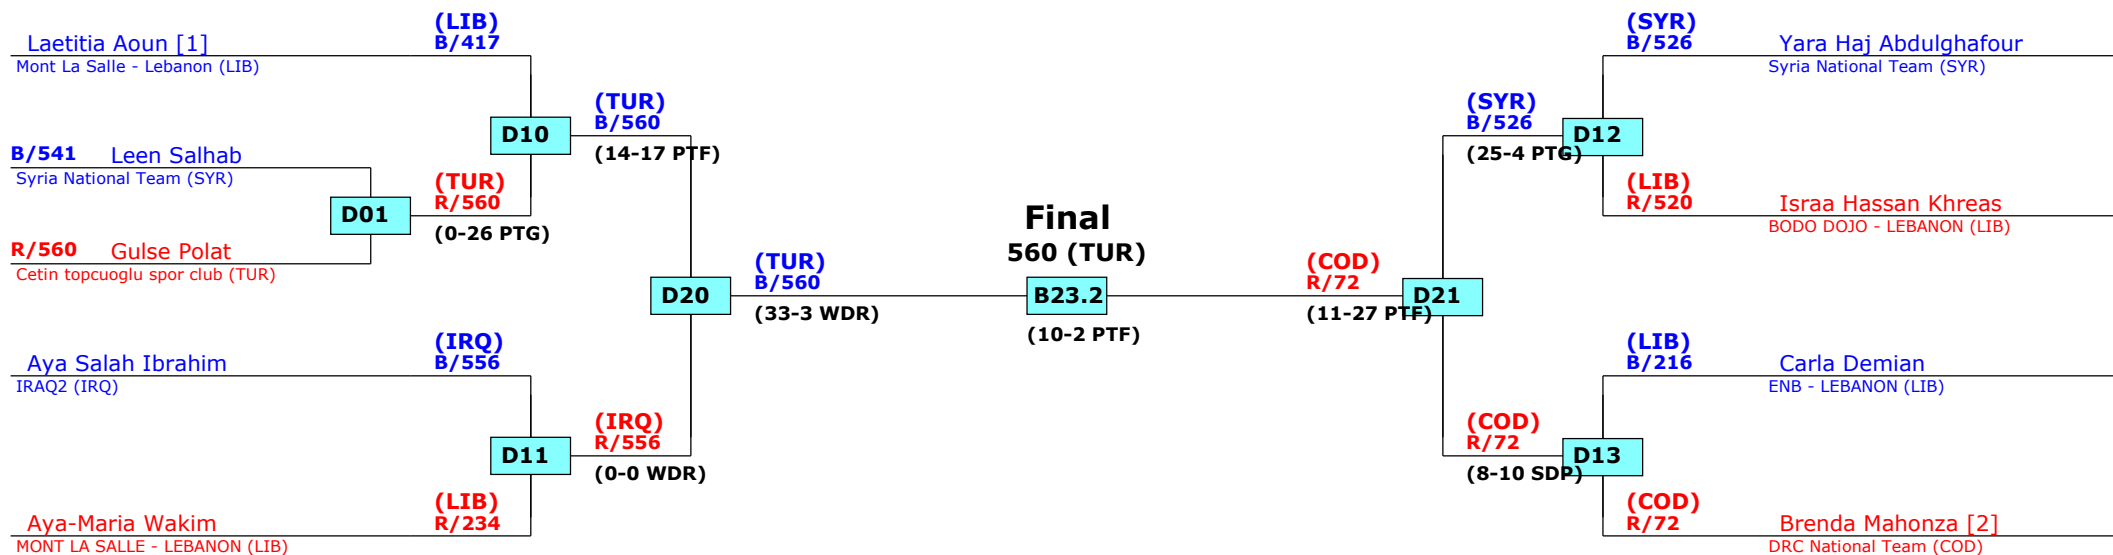 (LIB)
B/417
Laetitia Aoun [1]
Mont La Salle - Lebanon (LIB)
(TUR)
B/560
D10
(14-17 PTF)
B/541 Leen Salhab
Syria National Team (SYR)
(TUR)
R/560
D01
(0-26 PTG)
R/560 Gulse Polat
Cetin topcuoglu spor club (TUR)
(TUR)
B/560
D20
(33-3 WDR)
(IRQ)
B/556
Aya Salah Ibrahim
IRAQ2 (IRQ)
(IRQ)
R/556
D11
(0-0 WDR)
(LIB)
R/234
Aya-Maria Wakim
MONT LA SALLE - LEBANON (LIB)
Final
560 (TUR)
B23.2
(10-2 PTF)
(COD)
R/72
D21
(11-27 PTF)
(SYR)
B/526
Yara Haj Abdulghafour
Syria National Team (SYR)
(SYR)
B/526
D12
(25-4 PTG)
(LIB)
R/520
Israa Hassan Khreas
BODO DOJO - LEBANON (LIB)
(LIB)
B/216
Carla Demian
ENB - LEBANON (LIB)
(COD)
R/72
D13
(8-10 SDP)
(COD)
R/72
Brenda Mahonza [2]
DRC National Team (COD)